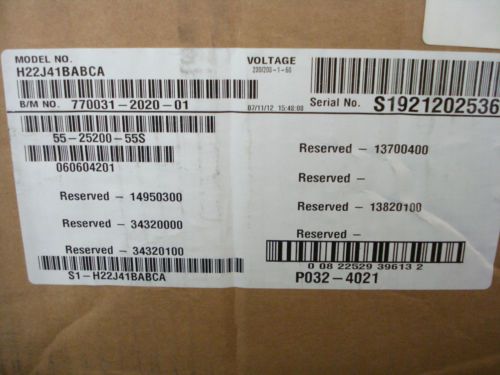 MODEL NO.
H22J41BABCA
VOLTAGE
230/208-1-60
B/M NO. 770031-2020-01
07/11/12 15:48:08
Serial No. S1921202536
55-25200-55S
060604201
Reserved - 14950300
Reserved - 34320000
Reserved - 34320100
S1-H22J41BABCA
Reserved - 13700400
Reserved -
Reserved - 13820100
Reserved -
0 08 22529 39613 2
P032-4021